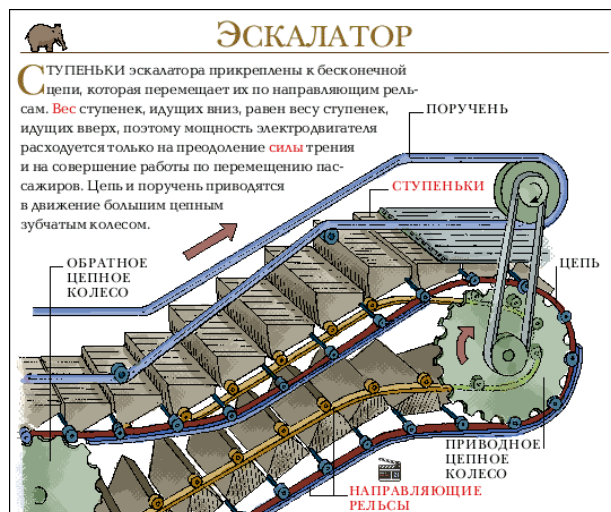 ЭСКАЛАТОР
СТУПЕНЬКИ эскалатора прикреплены к бесконечной
цепи, которая перемещает их по направляющим рель-
сам. Вес ступенек, идущих вниз, равен весу ступенек,
идущих вверх, поэтому мощность электродвигателя
расходуется только на преодоление силы трения
и на совершение работы по перемещению пас-
сажиров. Цепь и поручень приводятся
в движение большим цепным
зубчатым колесом.
ПОРУЧЕНЬ
СТУПЕНЬКИ
ОБРАТНОЕ
ЦЕПНОЕ
КОЛЕСО
ЦЕПЬ
ПРИВОДНОЕ
ЦЕПНОЕ
КОЛЕСО
НАПРАВЛЯЮЩИЕ
РЕЛЬСЫ